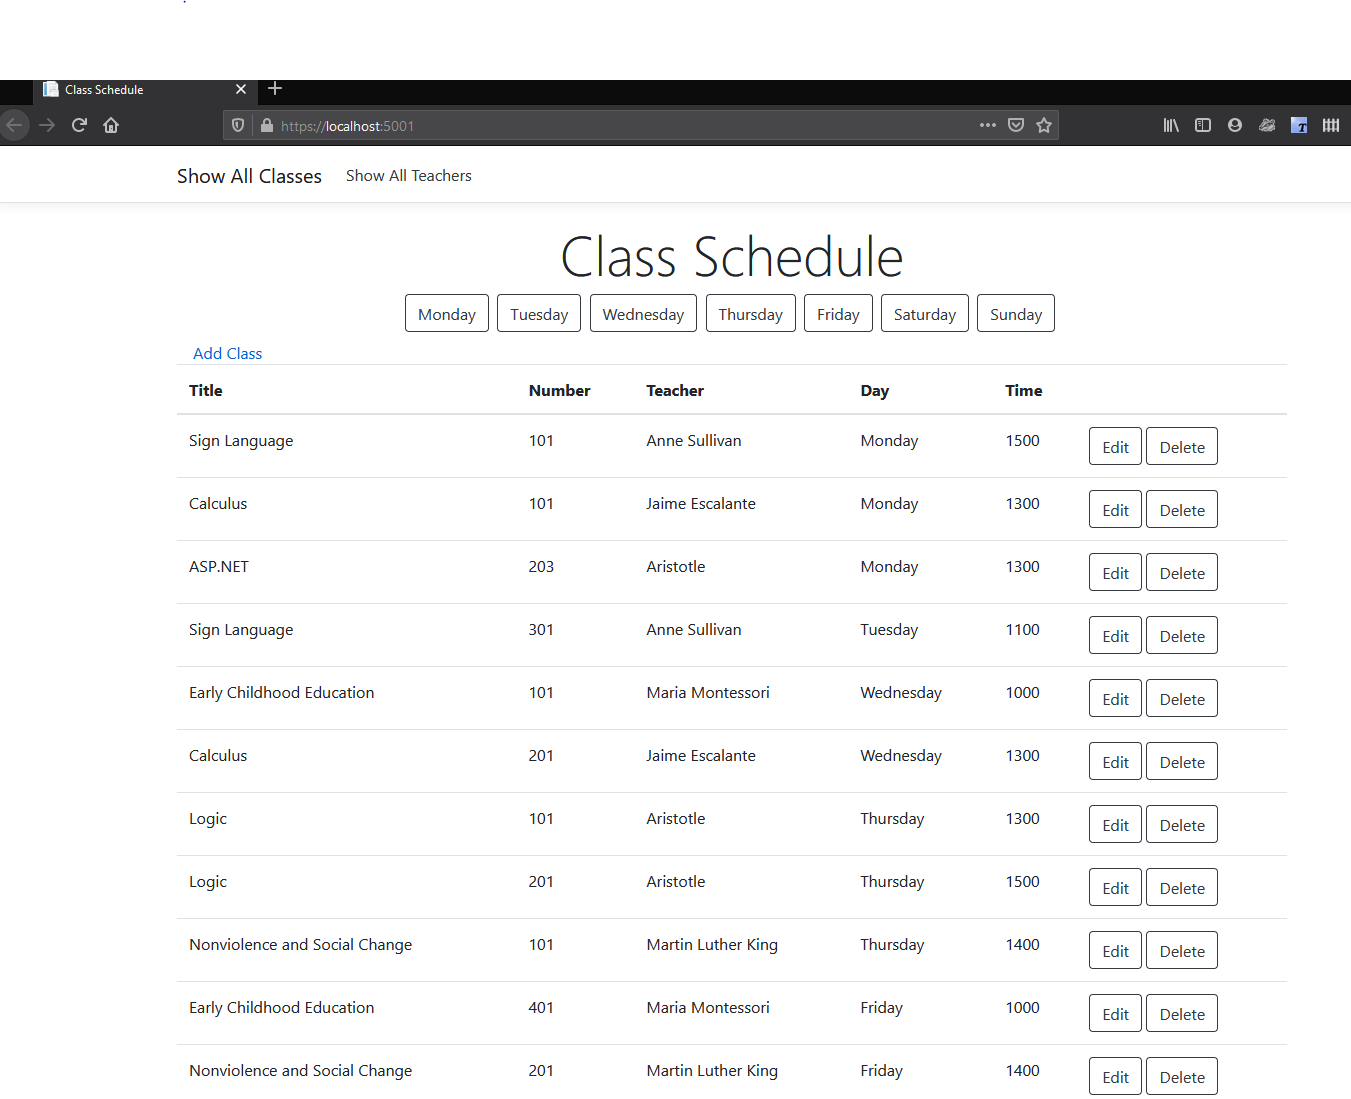 Class Schedule
https://localhost:5001
Show All Classes Show All Teachers
Class Schedule
Monday Tuesday Wednesday Thursday Friday Saturday Sunday
Add Class
Title Number Teacher Day Time
Sign Language 101 Anne Sullivan Monday 1500 Edit Delete
Calculus 101 Jaime Escalante Monday 1300 Edit Delete
ASP.NET 203 Aristotle Monday 1300 Edit Delete
Sign Language 301 Anne Sullivan Tuesday 1100 Edit Delete
Early Childhood Education 101 Maria Montessori Wednesday 1000 Edit Delete
Calculus 201 Jaime Escalante Wednesday 1300 Edit Delete
Logic 101 Aristotle Thursday 1300 Edit Delete
Logic 201 Aristotle Thursday 1500 Edit Delete
Nonviolence and Social Change 101 Martin Luther King Thursday 1400 Edit Delete
Early Childhood Education 401 Maria Montessori Friday 1000 Edit Delete
Nonviolence and Social Change 201 Martin Luther King Friday 1400 Edit Delete